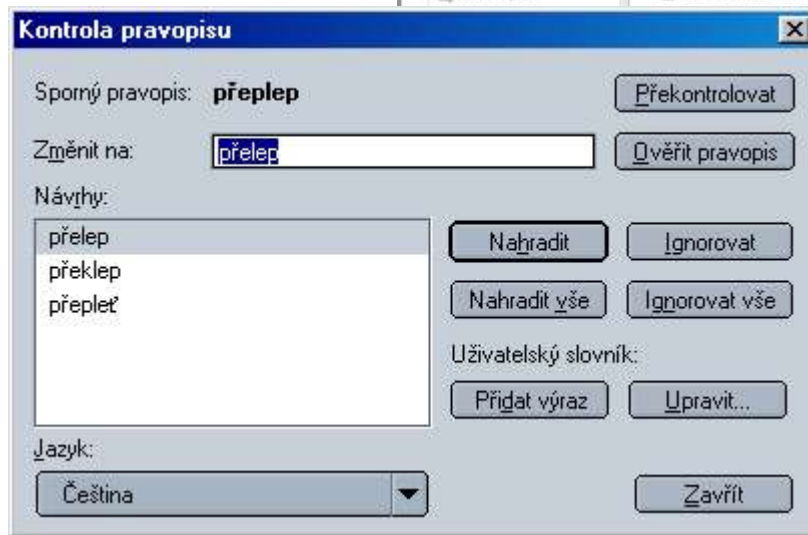 Kontrola pravopisu
Sporný pravopis: přeplep
Překontrolovat
Změnit na: přelep
Ověřit pravopis
Návrhy:
přelep
překlep
přepleť
Nahradit
Ignorovat
Nahradit vše
Ignorovat vše
Uživatelský slovník:
Přidat výraz
Upravit...
Jazyk:
Čeština
Zavřít